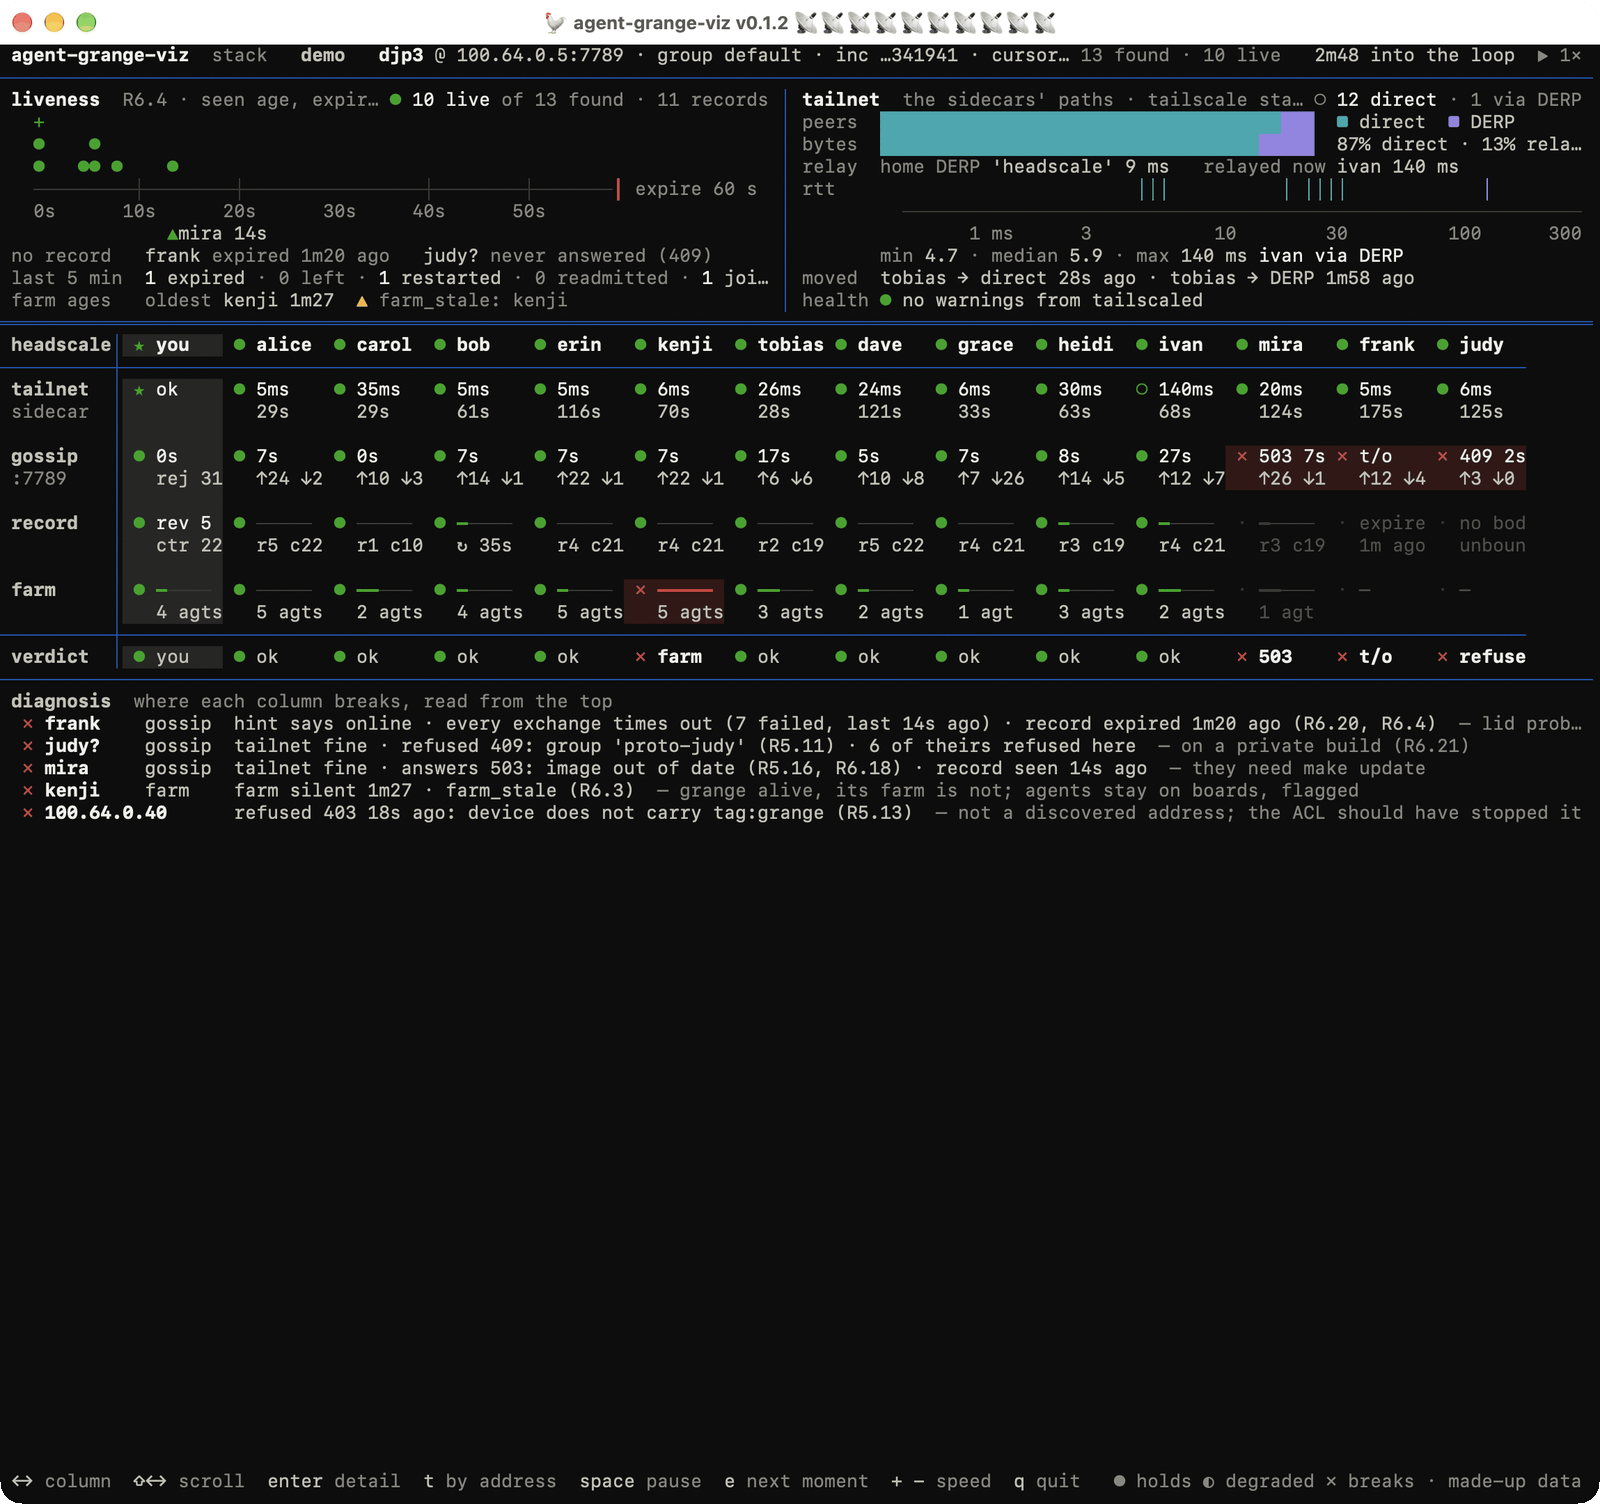 agent-grange-viz v0.1.2
agent-grange-viz stack demo djp3 @ 100.64.0.5:7789 · group default · inc …341941 · cursor… 13 found · 10 live 2m48 into the loop ▶ 1×
liveness R6.4 · seen age, expir… ● 10 live of 13 found · 11 records
+
0s 10s 20s 30s 40s 50s expire 60 s
▲mira 14s
no record frank expired 1m20 ago judy? never answered (409)
last 5 min 1 expired · 0 left · 1 restarted · 0 readmitted · 1 joi…
farm ages oldest kenji 1m27 ▲ farm_stale: kenji
tailnet the sidecars' paths · tailscale sta… ○ 12 direct · 1 via DERP
peers ■ direct ■ DERP
bytes 87% direct · 13% rela…
relay home DERP 'headscale' 9 ms relayed now ivan 140 ms
rtt
1 ms 3 10 30 100 300
min 4.7 · median 5.9 · max 140 ms ivan via DERP
moved tobias → direct 28s ago · tobias → DERP 1m58 ago
health ● no warnings from tailscaled
headscale ★ you ● alice ● carol ● bob ● erin ● kenji ● tobias ● dave ● grace ● heidi ● ivan ● mira ● frank ● judy
tailnet ★ ok ● 5ms ● 35ms ● 5ms ● 5ms ● 6ms ● 26ms ● 24ms ● 6ms ● 30ms ○ 140ms ● 20ms ● 5ms ● 6ms
sidecar 29s 29s 61s 116s 70s 28s 121s 33s 63s 68s 124s 175s 125s
gossip ● 0s ● 7s ● 0s ● 7s ● 7s ● 7s ● 17s ● 5s ● 7s ● 8s ● 27s × 503 7s × t/o × 409 2s
:7789 rej 31 ↑24 ↓2 ↑10 ↓3 ↑14 ↓1 ↑22 ↓1 ↑22 ↓1 ↑6 ↓6 ↑10 ↓8 ↑7 ↓26 ↑14 ↓5 ↑12 ↓7 ↑26 ↓1 ↑12 ↓4 ↑3 ↓0
record ● rev 5 ● ● ● ● ● ● ● ● ● ● · · expire · no bod
ctr 22 r5 c22 r1 c10 ↻ 35s r4 c21 r4 c21 r2 c19 r5 c22 r4 c21 r3 c19 r4 c21 r3 c19 1m ago unboun
farm ● ● ● ● ● × ● ● ● ● ● · · — · —
4 agts 5 agts 2 agts 4 agts 5 agts 5 agts 3 agts 2 agts 1 agt 3 agts 2 agts 1 agt
verdict ● you ● ok ● ok ● ok ● ok × farm ● ok ● ok ● ok ● ok ● ok × 503 × t/o × refuse
diagnosis where each column breaks, read from the top
× frank gossip hint says online · every exchange times out (7 failed, last 14s ago) · record expired 1m20 ago (R6.20, R6.4) — lid prob…
× judy? gossip tailnet fine · refused 409: group 'proto-judy' (R5.11) · 6 of theirs refused here — on a private build (R6.21)
× mira gossip tailnet fine · answers 503: image out of date (R5.16, R6.18) · record seen 14s ago — they need make update
× kenji farm farm silent 1m27 · farm_stale (R6.3) — grange alive, its farm is not; agents stay on boards, flagged
× 100.64.0.40 refused 403 18s ago: device does not carry tag:grange (R5.13) — not a discovered address; the ACL should have stopped it
↔ column ⇧↔ scroll enter detail t by address space pause e next moment + − speed q quit ● holds ◐ degraded × breaks · made-up data